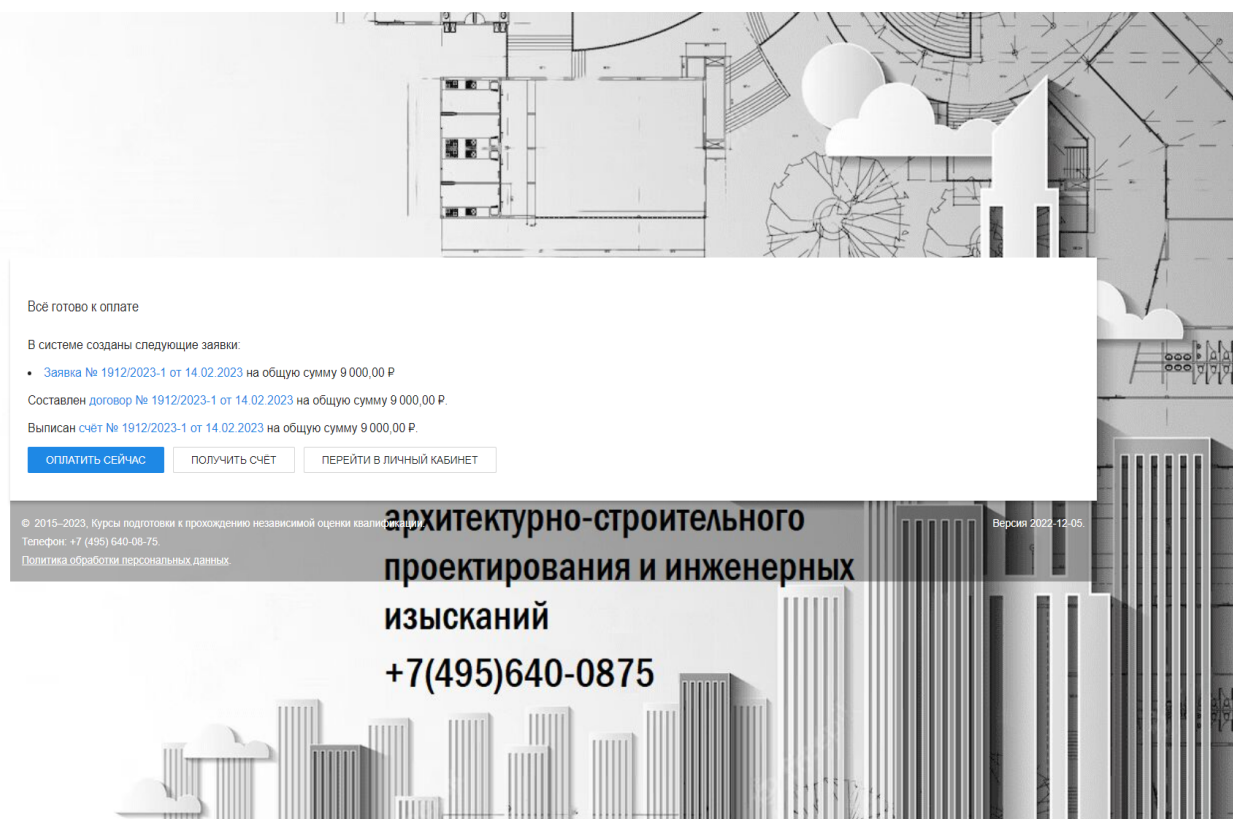 Всё готово к оплате
В системе созданы следующие заявки:
• Заявка № 1912/2023-1 от 14.02.2023 на общую сумму 9 000,00 ₽
Составлен договор № 1912/2023-1 от 14.02.2023 на общую сумму 9 000,00 ₽.
Выписан счёт № 1912/2023-1 от 14.02.2023 на общую сумму 9 000,00 ₽.
ОПЛАТИТЬ СЕЙЧАС ПОЛУЧИТЬ СЧЁТ ПЕРЕЙТИ В ЛИЧНЫЙ КАБИНЕТ
© 2015–2023, Курсы подготовки к прохождению независимой оценки квалификации.
Версия 2022-12-05.
Телефон: +7 (495) 640-08-75.
Политика обработки персональных данных.
архитектурно-строительного
проектирования и инженерных
изысканий
+7(495)640-0875